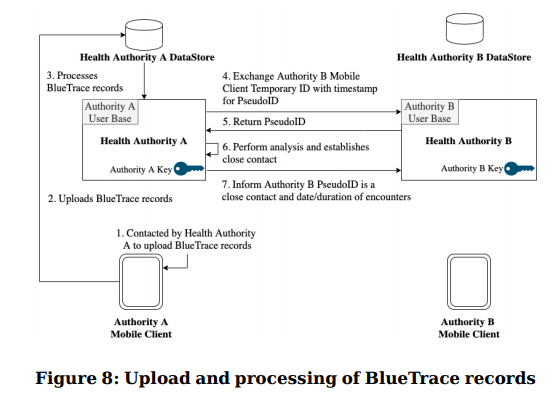 Health Authority A DataStore
Health Authority B DataStore
3. Processes
BlueTrace records
4. Exchange Authority B Mobile
Client Temporary ID with timestamp
for PseudoID
Authority A
User Base
Authority B
User Base
5. Return PseudoID
Health Authority A
6. Perform analysis and establishes
close contact
Health Authority B
Authority A Key
Authority B Key
7. Inform Authority B PseudoID is a
close contact and date/duration of encounters
2. Uploads BlueTrace records
1. Contacted by Health Authority
A to upload BlueTrace records
Authority A
Mobile Client
Authority B
Mobile Client
Figure 8: Upload and processing of BlueTrace records